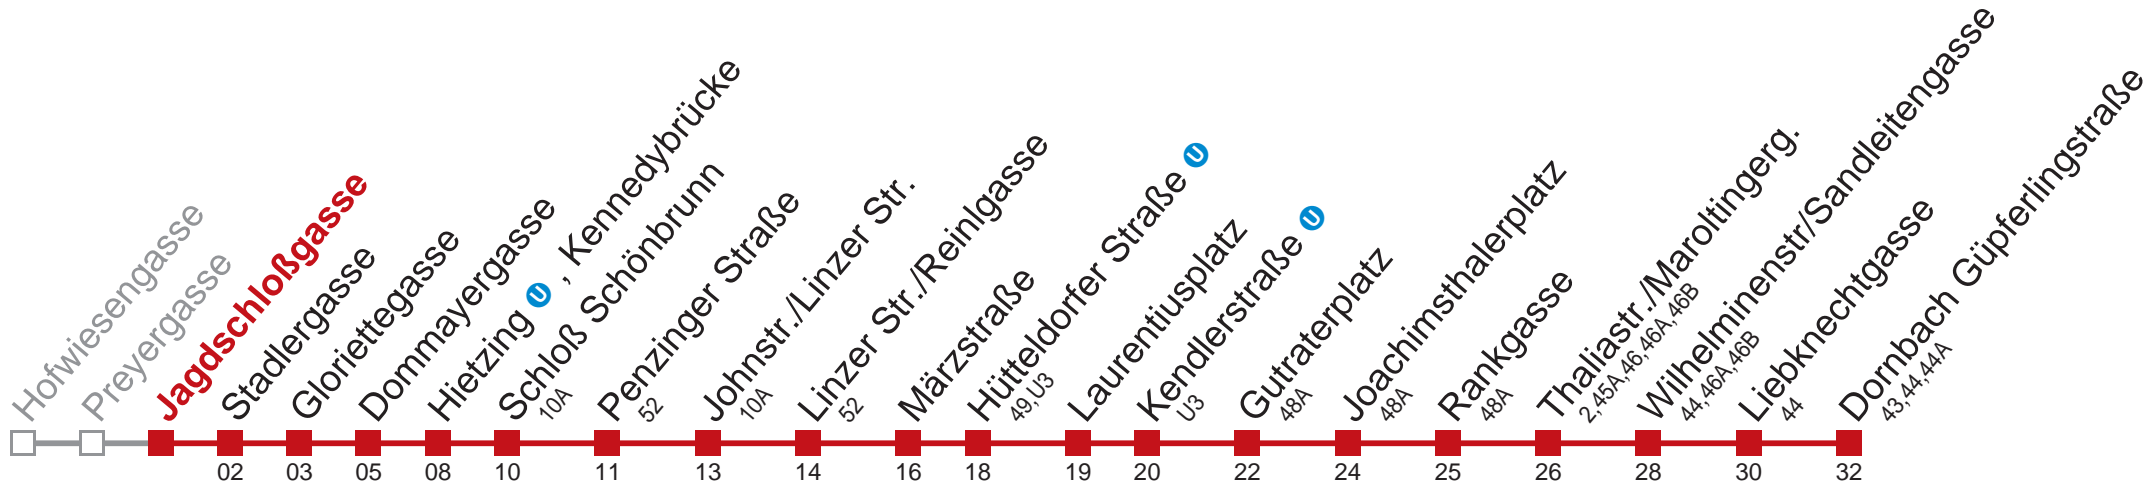 Hofwiesengasse
Preyergasse
Jagdschloßgasse
Stadlergasse
02
Gloriettegasse
03
Dommayergasse
05
Hietzing U , Kennedybrücke
08
Schloß Schönbrunn
10A
10
Penzinger Straße
52
11
Johnstr./Linzer Str.
10A
13
Linzer Str./Reinlgasse
52
14
Märzstraße
16
Hütteldorfer Straße U
49,U3
18
Laurentiusplatz
19
Kendlerstraße U
U3
20
Gutraterplatz
48A
22
Joachimsthalerplatz
48A
24
Rankgasse
48A
25
Thaliastr./Maroltingerg.
2,45A,46,46A,46B
26
Wilhelminenstr/Sandleitengasse
44,46A,46B
28
Liebknechtgasse
44
30
Dornbach Güpferlingstraße
43,44,44A
32